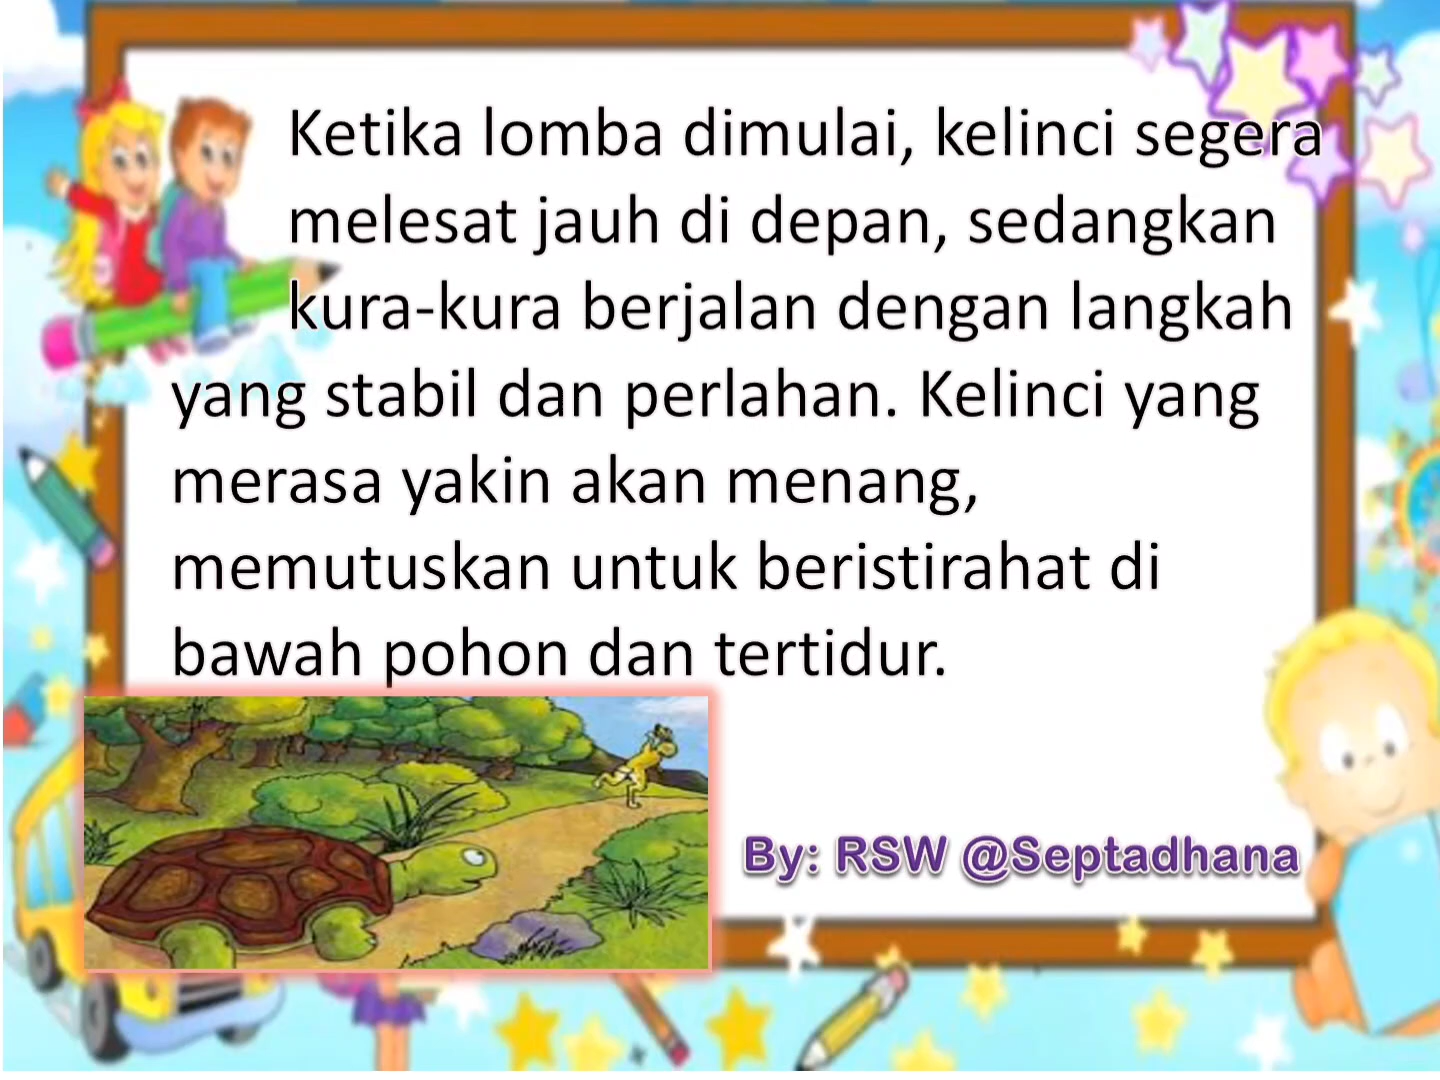 Ketika lomba dimulai, kelinci segera
melesat jauh di depan, sedangkan
kura-kura berjalan dengan langkah
yang stabil dan perlahan. Kelinci yang
merasa yakin akan menang,
memutuskan untuk beristirahat di
bawah pohon dan tertidur.
By: RSW @Septadhana